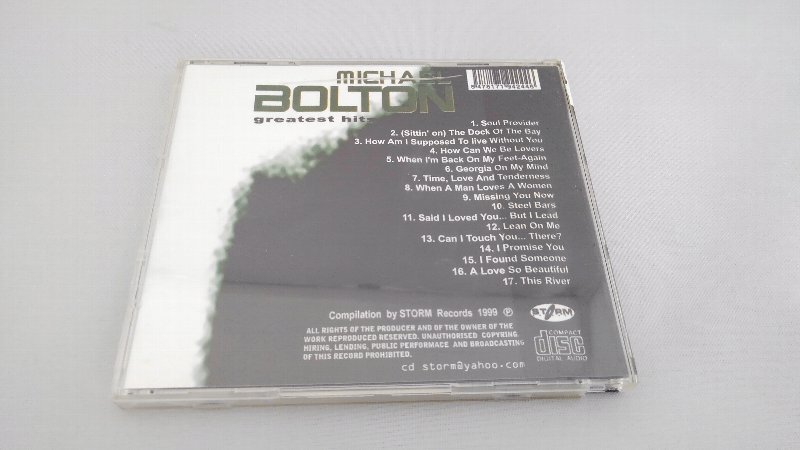 MICHAEL
BOLTON
greatest hits
1. Soul Provider
2. (Sittin' on) The Dock Of The Bay
3. How Am I Supposed To live Without You
4. How Can We Be Lovers
5. When I'm Back On My Feet-Again
6. Georgia On My Mind
7. Time, Love And Tenderness
8. When A Man Loves A Women
9. Missing You Now
10. Steel Bars
11. Said I Loved You... But I Lead
12. Lean On Me
13. Can I Touch You... There?
14. I Promise You
15. I Found Someone
16. A Love So Beautiful
17. This River
Compilation by STORM Records 1999 ℗
STORM
ALL RIGHTS OF THE PRODUCER AND OF THE OWNER OF THE
WORK REPRODUCED RESERVED. UNAUTHORISED COPYRING,
HIRING, LENDING, PUBLIC PERFORMACE AND BROADCASTING
OF THIS RECORD PROHIBITED.
COMPACT
disc
DIGITAL AUDIO
cd storm@yahoo.com